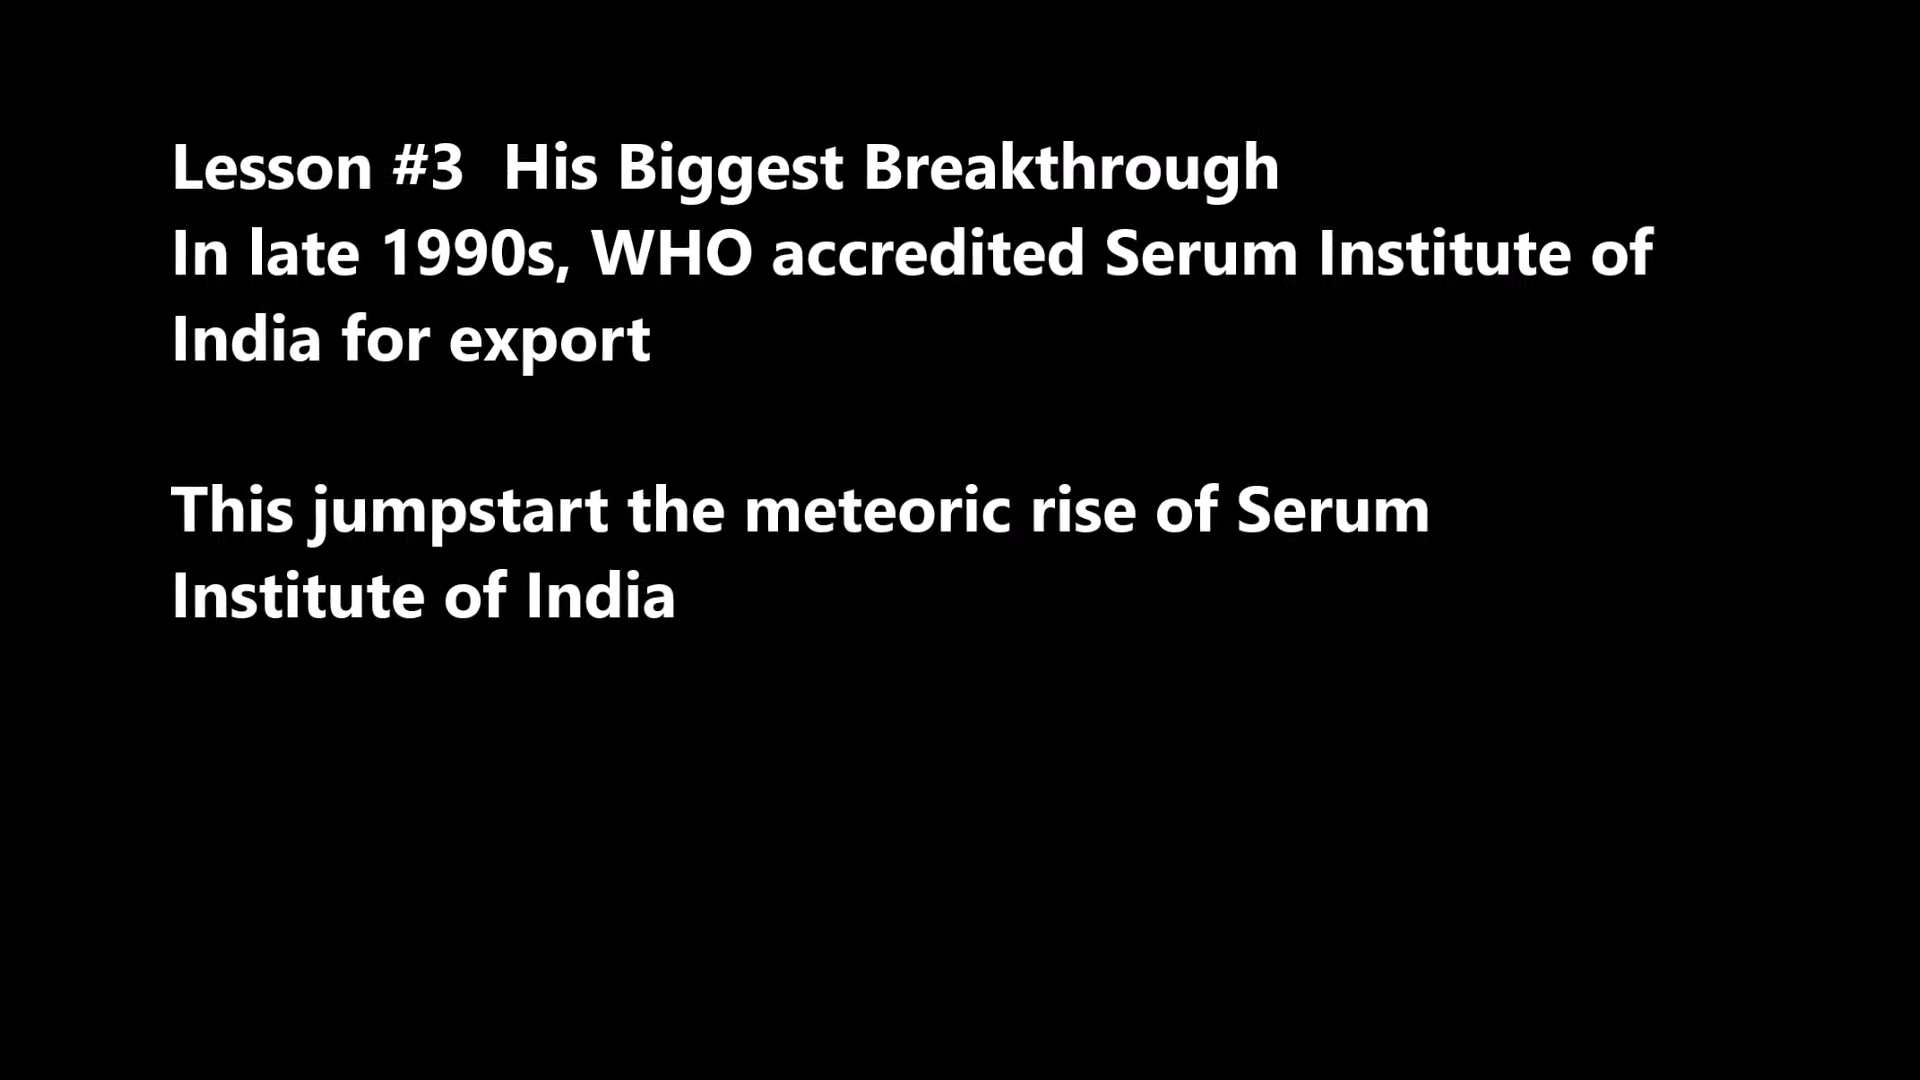 Lesson #3  His Biggest Breakthrough
In late 1990s, WHO accredited Serum Institute of
India for export
This jumpstart the meteoric rise of Serum
Institute of India